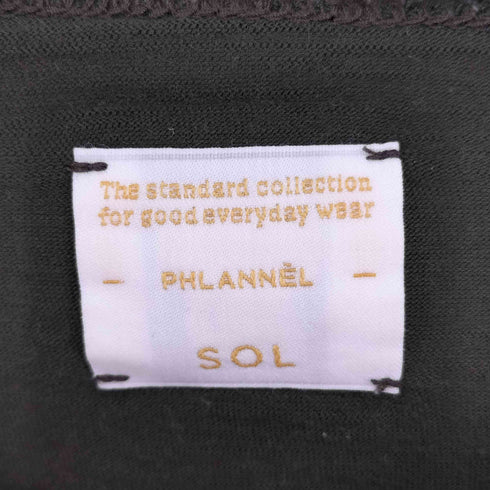 The standard collection
for good everyday wear
- PHLANNÈL -
SOL